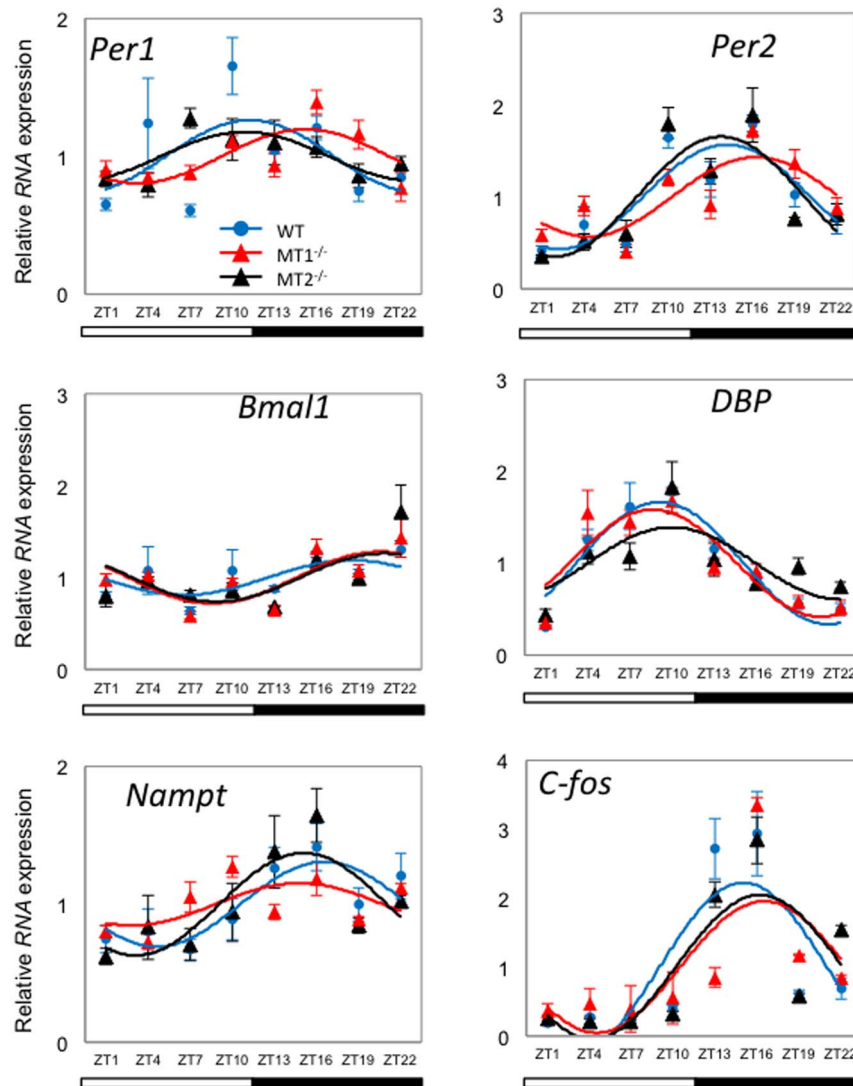 Per1
Relative RNA expression
2
1
0
WT
MT1-/-
MT2-/-
ZT1 ZT4 ZT7 ZT10 ZT13 ZT16 ZT19 ZT22
Per2
3
2
1
0
ZT1 ZT4 ZT7 ZT10 ZT13 ZT16 ZT19 ZT22
Bmal1
Relative RNA expression
3
2
1
0
ZT1 ZT4 ZT7 ZT10 ZT13 ZT16 ZT19 ZT22
DBP
3
2
1
0
ZT1 ZT4 ZT7 ZT10 ZT13 ZT16 ZT19 ZT22
Nampt
Relative RNA expression
2
1
0
ZT1 ZT4 ZT7 ZT10 ZT13 ZT16 ZT19 ZT22
C-fos
4
3
2
1
0
ZT1 ZT4 ZT7 ZT10 ZT13 ZT16 ZT19 ZT22